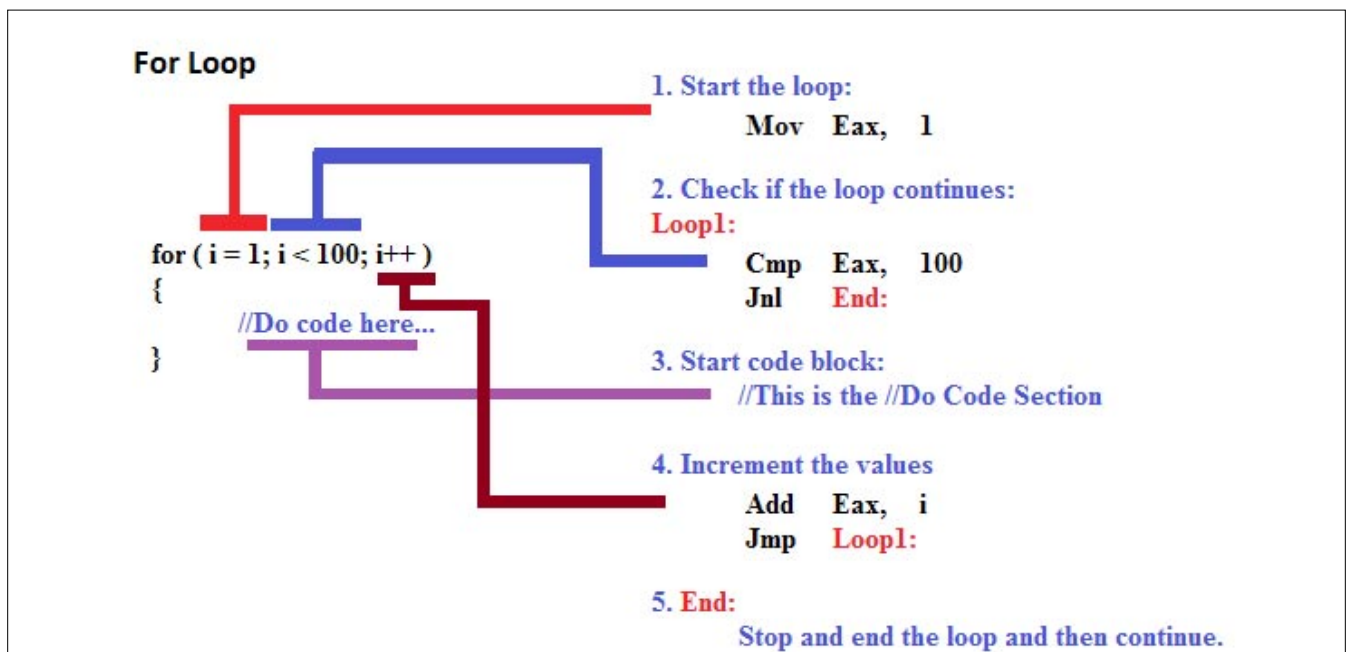 For Loop
for ( i = 1; i < 100; i++ )
{
//Do code here...
}
1. Start the loop:
Mov Eax, 1
2. Check if the loop continues:
Loop1:
Cmp Eax, 100
Jnl End:
3. Start code block:
//This is the //Do Code Section
4. Increment the values
Add Eax, i
Jmp Loop1:
5. End:
Stop and end the loop and then continue.